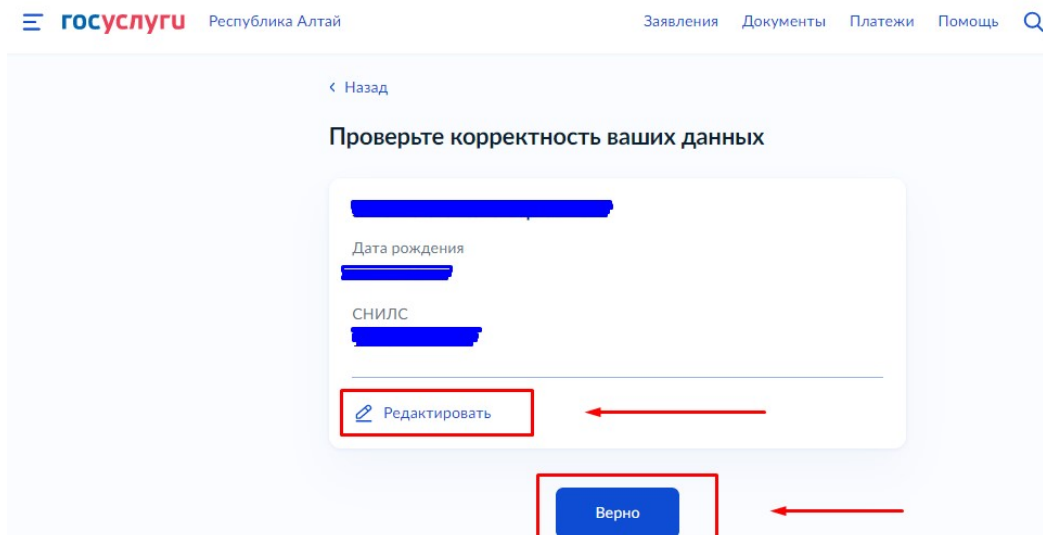 госуслуги Республика Алтай Заявления Документы Платежи Помощь
Назад
Проверьте корректность ваших данных
Дата рождения
СНИЛС
Редактировать
Верно